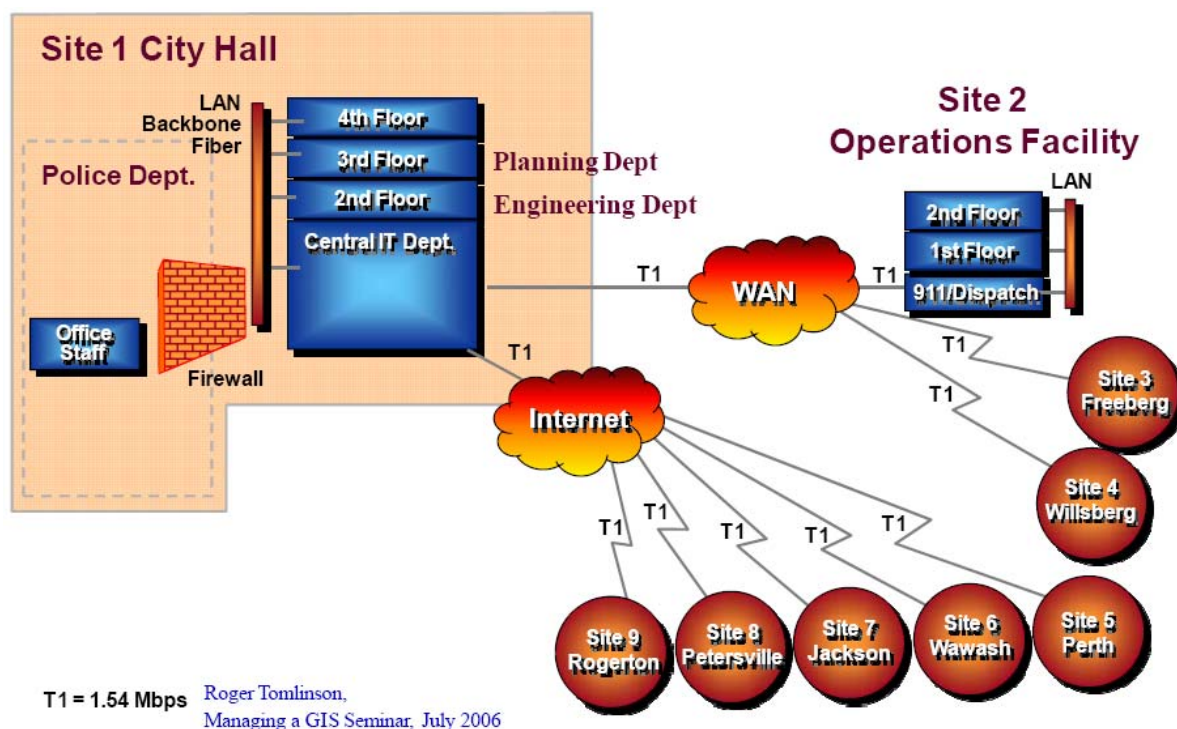 Site 1 City Hall
LAN
Backbone
Fiber
4th Floor
3rd Floor
Planning Dept
2nd Floor
Engineering Dept
Central IT Dept.
Police Dept.
Office
Staff
Firewall
T1
WAN
T1
Site 2
Operations Facility
LAN
2nd Floor
1st Floor
911/Dispatch
T1
T1
Site 3
Freeberg
Site 4
Willsberg
T1
Internet
T1
T1
T1
T1
T1
Site 9
Rogerton
Site 8
Petersville
Site 7
Jackson
Site 6
Wawash
Site 5
Perth
T1 = 1.54 Mbps
Roger Tomlinson,
Managing a GIS Seminar, July 2006